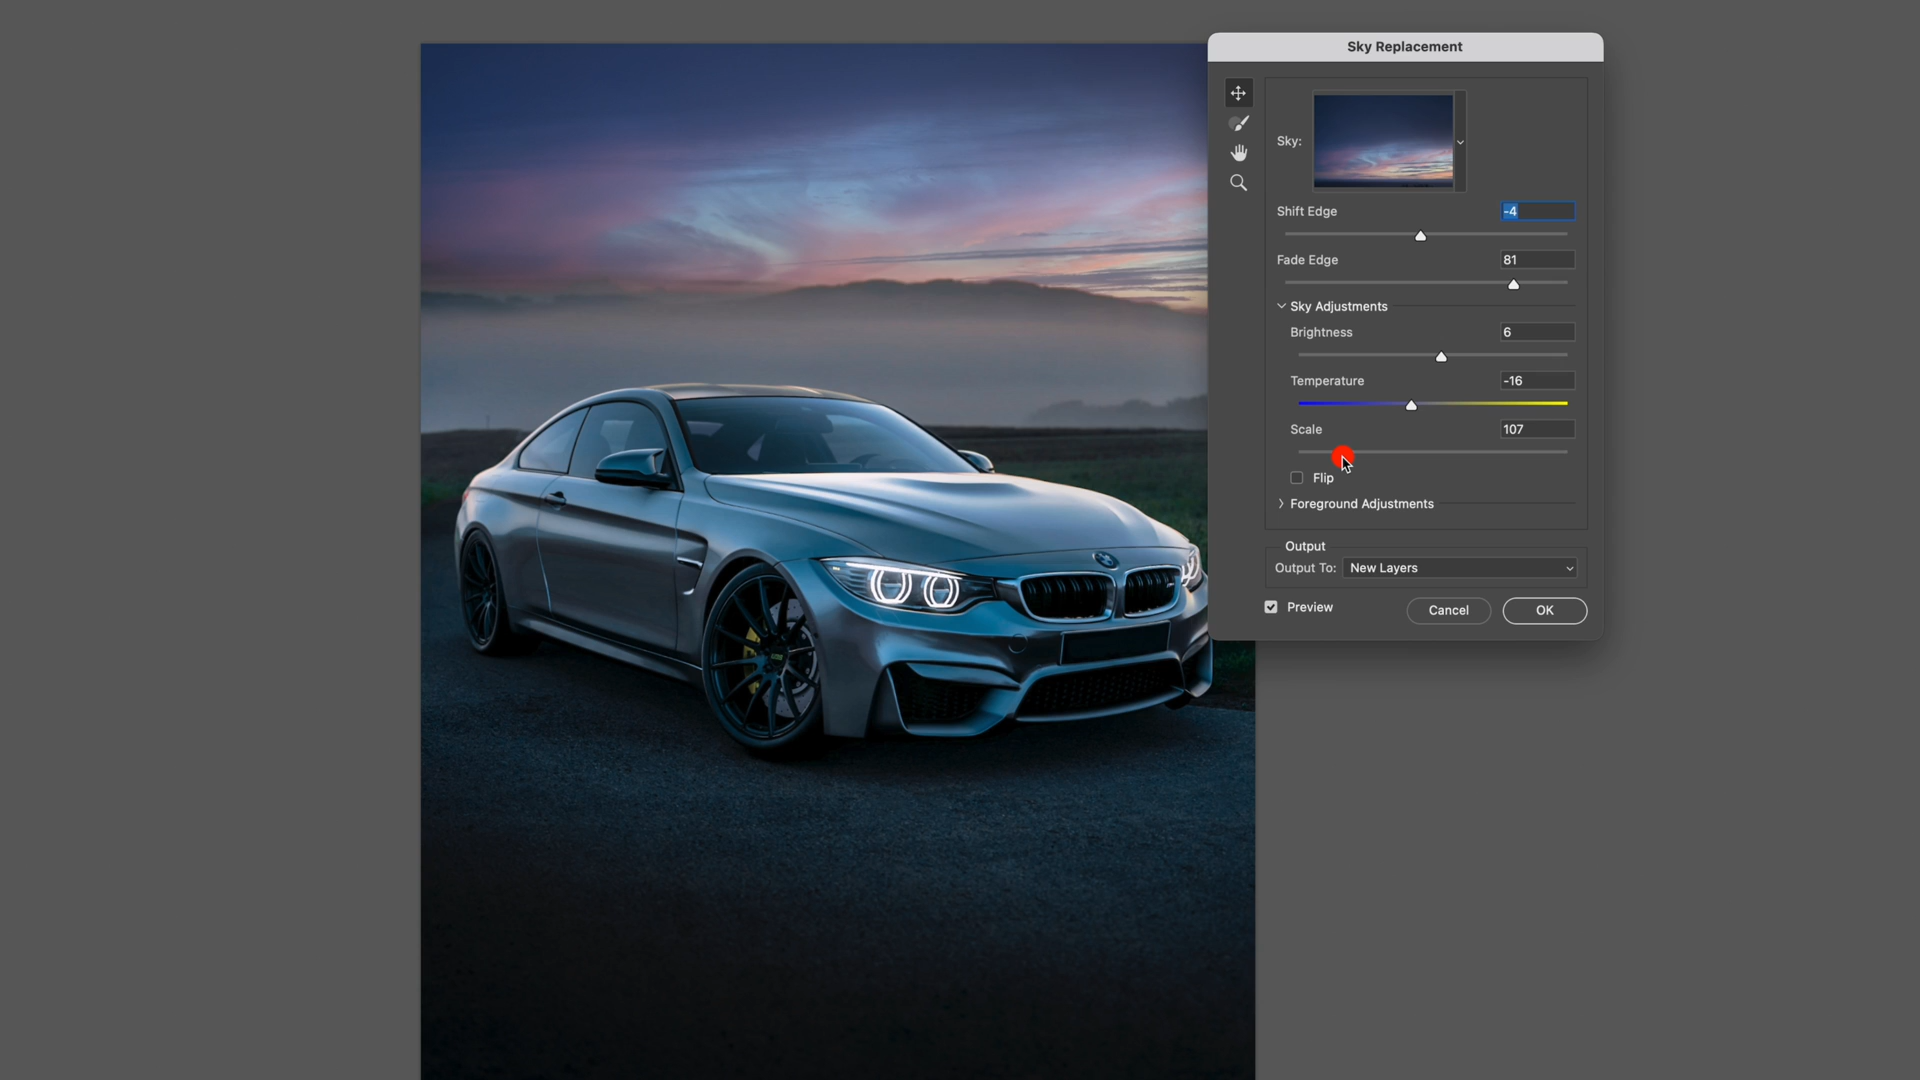 Sky Replacement
Sky:
Shift Edge -4
Fade Edge 81
Sky Adjustments
Brightness 6
Temperature -16
Scale 107
Flip
Foreground Adjustments
Output
Output To: New Layers
Preview Cancel OK